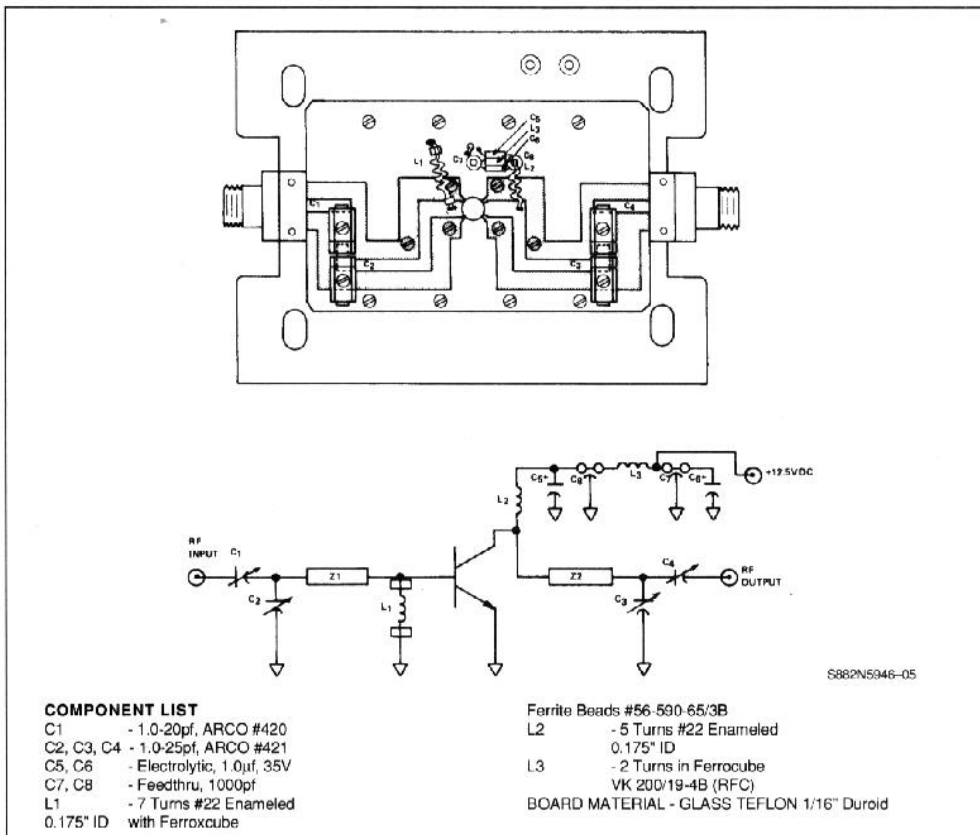 C5
L3
C6
L1
C7
C8
L2
C1
C4
C2
C3
C5+
C8
L3
C7
C6+
+12.5VDC
L2
RF
INPUT
C1
C4
Z1
Z2
RF
OUTPUT
C2
L1
C3
S882N5946-05
COMPONENT LIST
C1 - 1.0-20pf, ARCO #420
C2, C3, C4 - 1.0-25pf, ARCO #421
C5, C6 - Electrolytic, 1.0µf, 35V
C7, C8 - Feedthru, 1000pf
L1 - 7 Turns #22 Enameled
0.175" ID with Ferroxcube
Ferrite Beads #56-590-65/3B
L2 - 5 Turns #22 Enameled
0.175" ID
L3 - 2 Turns in Ferrocube
VK 200/19-4B (RFC)
BOARD MATERIAL - GLASS TEFLON 1/16" Duroid